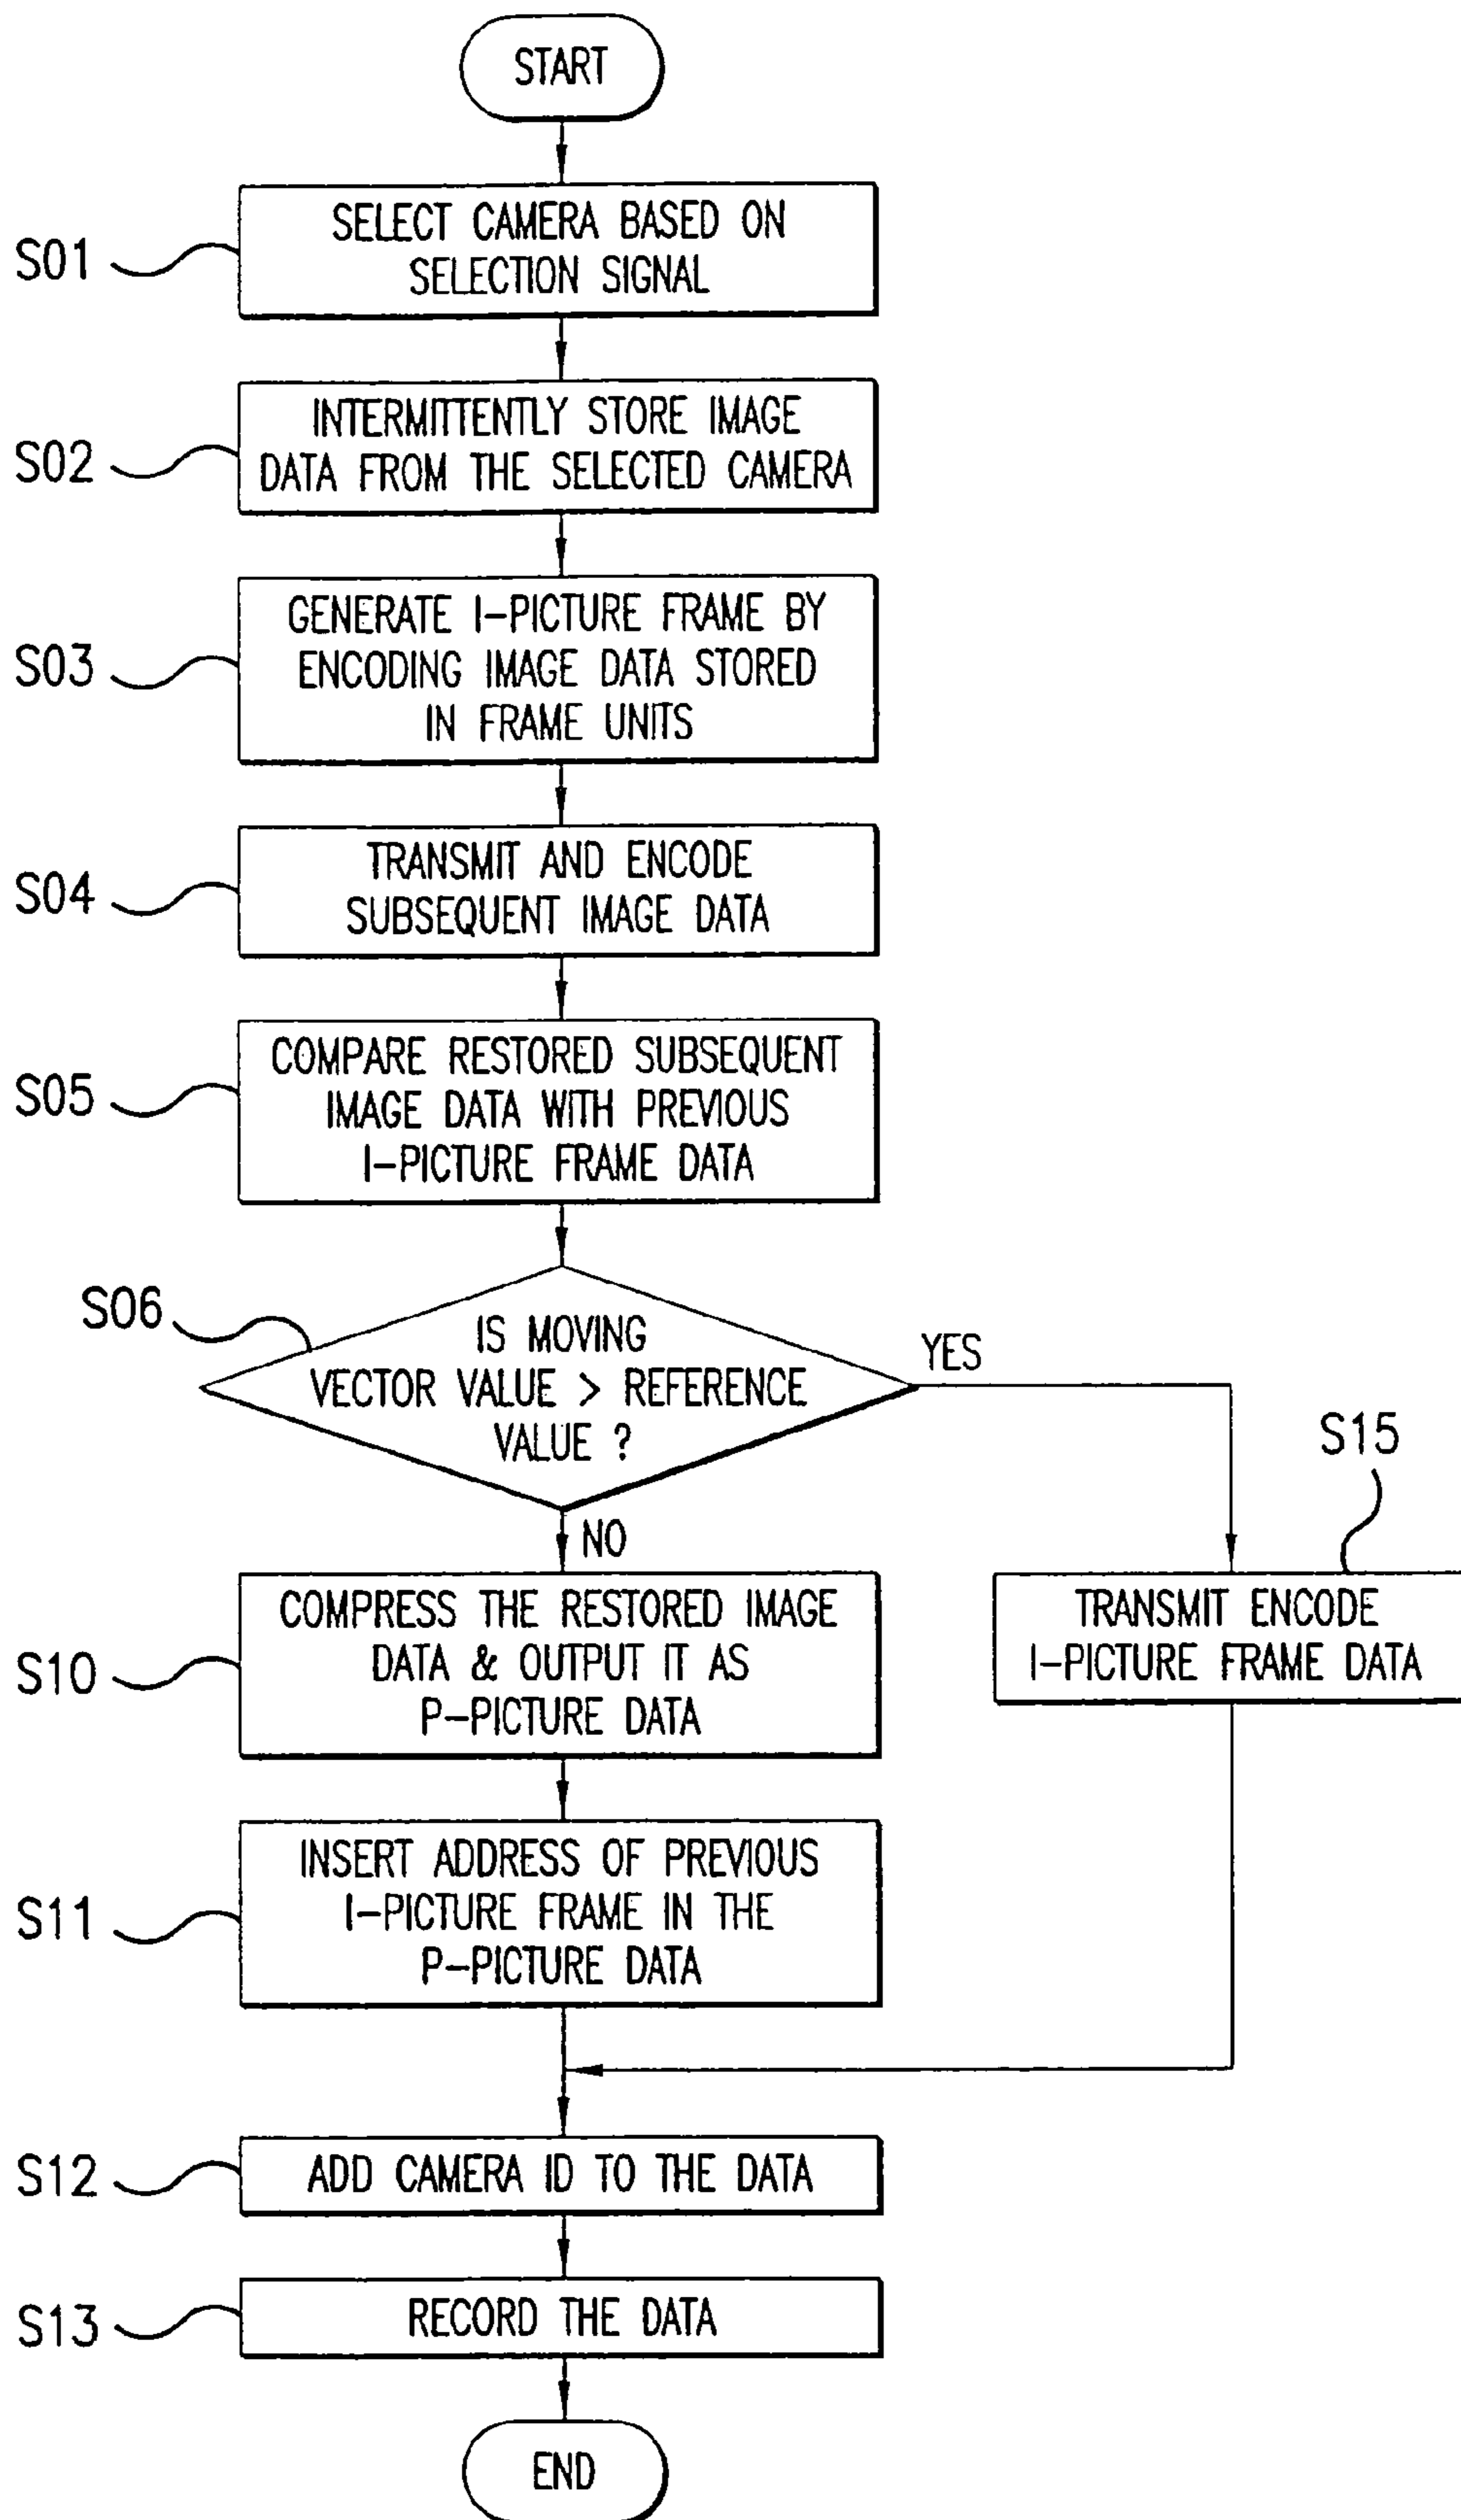 START
S01
SELECT CAMERA BASED ON
SELECTION SIGNAL
S02
INTERMITTENTLY STORE IMAGE
DATA FROM THE SELECTED CAMERA
S03
GENERATE I-PICTURE FRAME BY
ENCODING IMAGE DATA STORED
IN FRAME UNITS
S04
TRANSMIT AND ENCODE
SUBSEQUENT IMAGE DATA
S05
COMPARE RESTORED SUBSEQUENT
IMAGE DATA WITH PREVIOUS
I-PICTURE FRAME DATA
S06
IS MOVING
VECTOR VALUE > REFERENCE
VALUE ?
YES
NO
S15
TRANSMIT ENCODE
I-PICTURE FRAME DATA
S10
COMPRESS THE RESTORED IMAGE
DATA & OUTPUT IT AS
P-PICTURE DATA
S11
INSERT ADDRESS OF PREVIOUS
I-PICTURE FRAME IN THE
P-PICTURE DATA
S12
ADD CAMERA ID TO THE DATA
S13
RECORD THE DATA
END